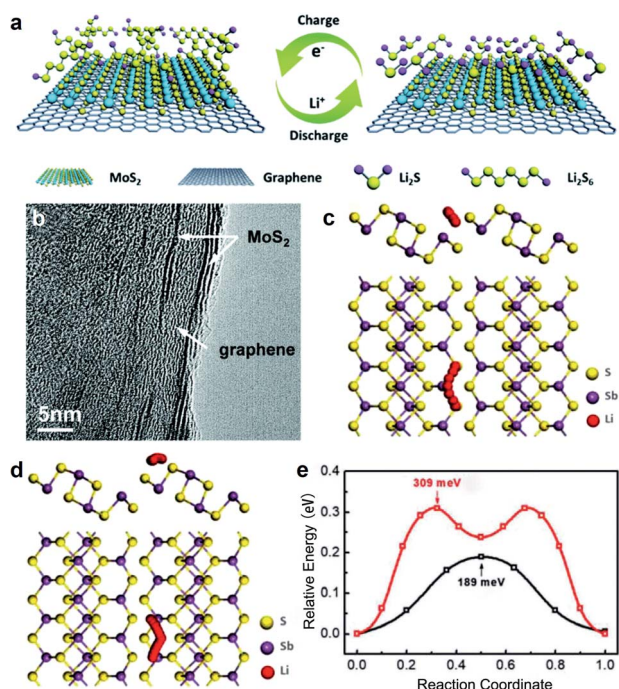 a
Charge
e-
Li+
Discharge
MoS2
Graphene
Li2S
Li2S6
b
MoS2
graphene
5nm
c
S
Sb
Li
d
S
Sb
Li
e
0.4
0.3
0.2
0.1
0.0
Relative Energy (eV)
309 meV
189 meV
0.0 0.2 0.4 0.6 0.8 1.0
Reaction Coordinate